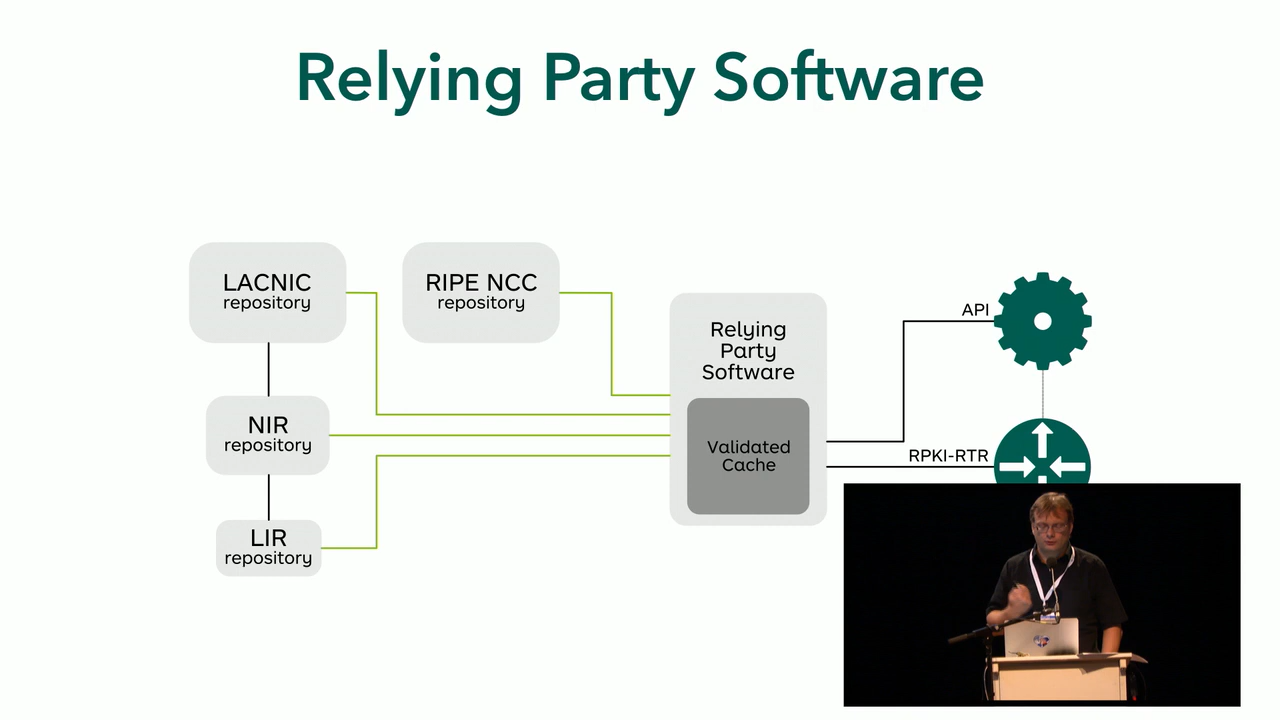 Relying Party Software
LACNIC
repository
RIPE NCC
repository
NIR
repository
LIR
repository
Relying
Party
Software
Validated
Cache
API
RPKI-RTR